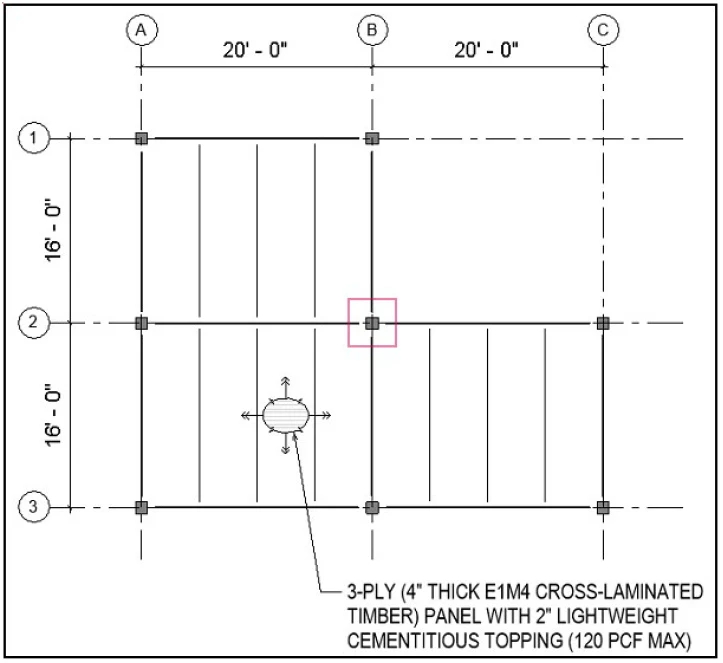 A B C
20' - 0" 20' - 0"
1
16' - 0"
2
16' - 0"
3
3-PLY (4" THICK E1M4 CROSS-LAMINATED
TIMBER) PANEL WITH 2" LIGHTWEIGHT
CEMENTITIOUS TOPPING (120 PCF MAX)